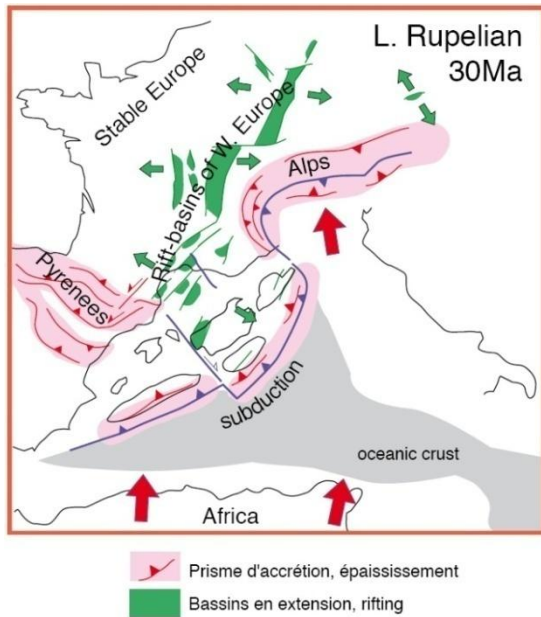 L. Rupelian
30Ma
Stable Europe
Rift-basins of W. Europe
Alps
Pyrenees
subduction
oceanic crust
Africa
Prisme d'accrétion, épaississement
Bassins en extension, rifting